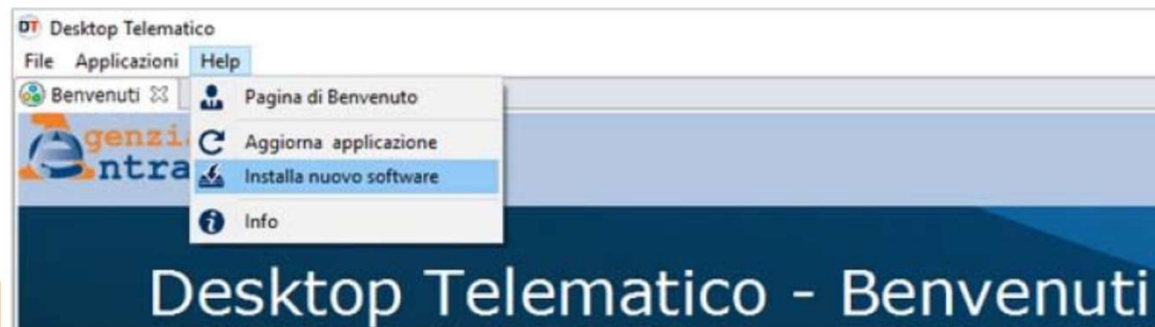 DT Desktop Telematico
File Applicazioni Help
Benvenuti
Pagina di Benvenuto
genzi
Aggiorna applicazione
ntra
Installa nuovo software
Info
Desktop Telematico - Benvenuti